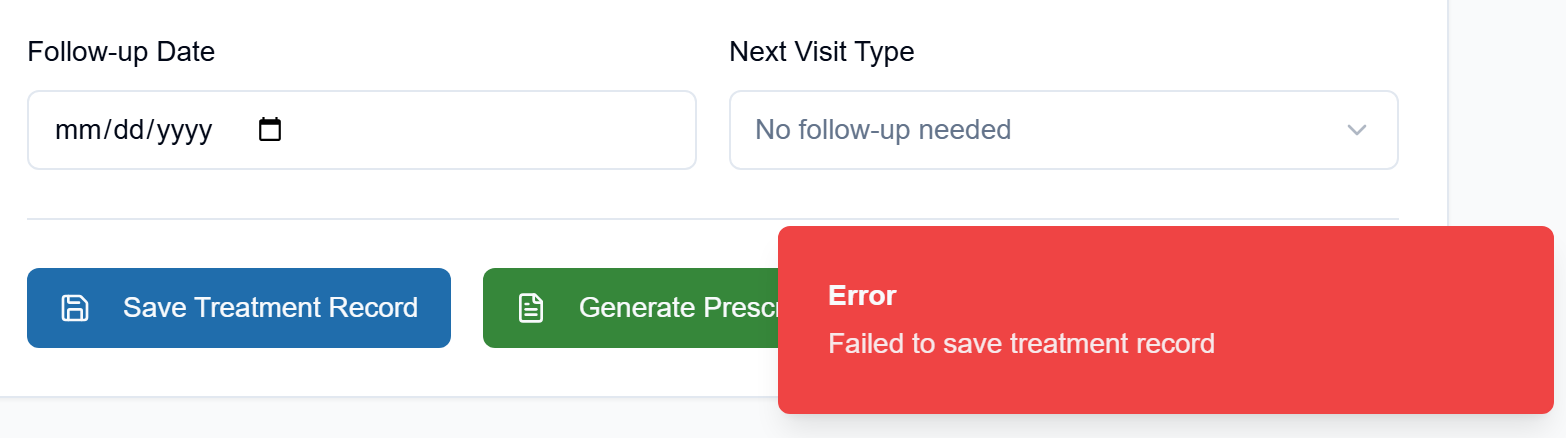 Follow-up Date
Next Visit Type
mm/dd/yyyy
No follow-up needed
Save Treatment Record
Generate Prescr
Error
Failed to save treatment record